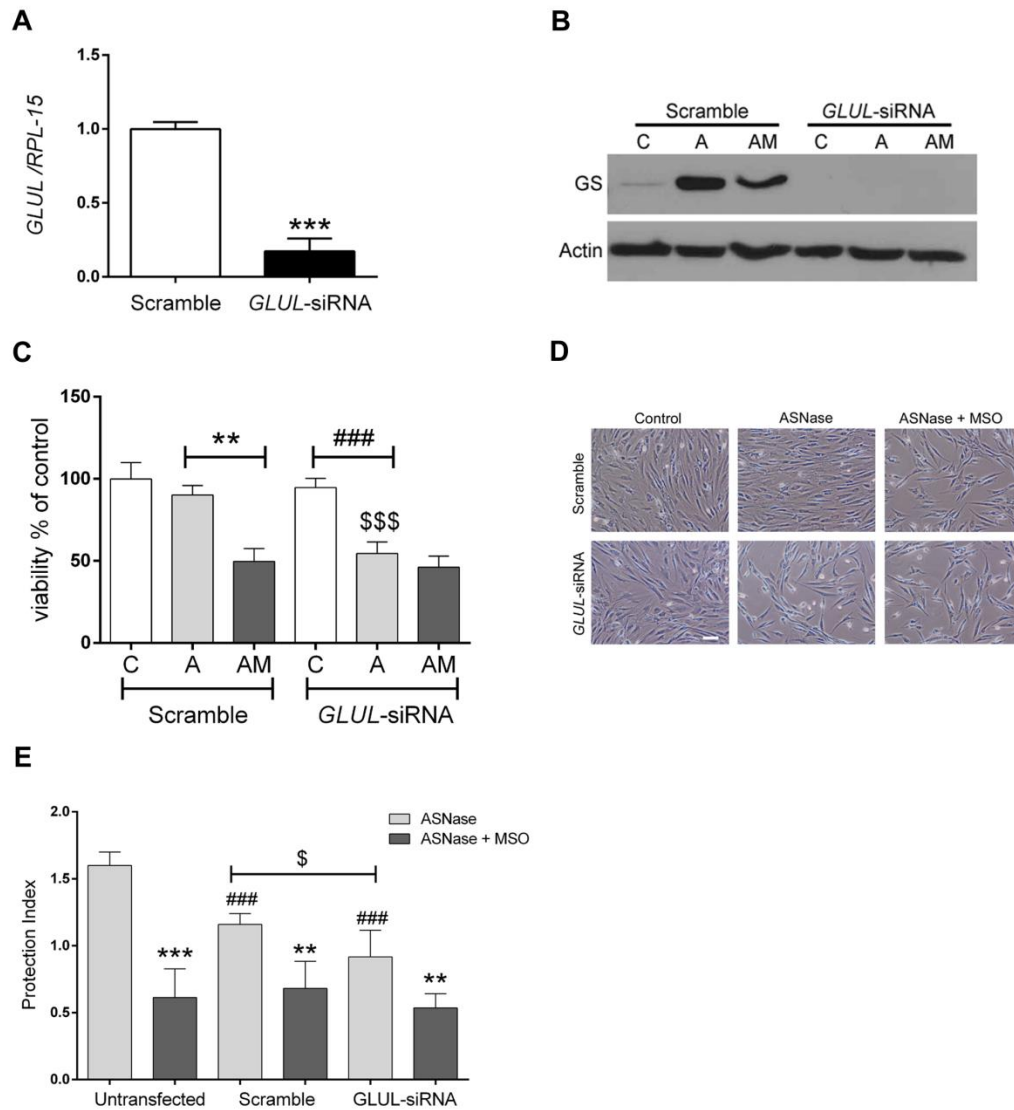 A
GLUL /RPL-15
1.5
1.0
0.5
0.0
***
Scramble
GLUL-siRNA
B
Scramble
GLUL-siRNA
C A AM C A AM
GS
Actin
C
viability % of control
150
100
50
0
**
###
$$$
C A AM C A AM
Scramble
GLUL-siRNA
D
Control
ASNase
ASNase + MSO
Scramble
GLUL-siRNA
E
Protection Index
2.0
1.5
1.0
0.5
0.0
ASNase
ASNase + MSO
$
###
###
***
**
**
Untransfected
Scramble
GLUL-siRNA